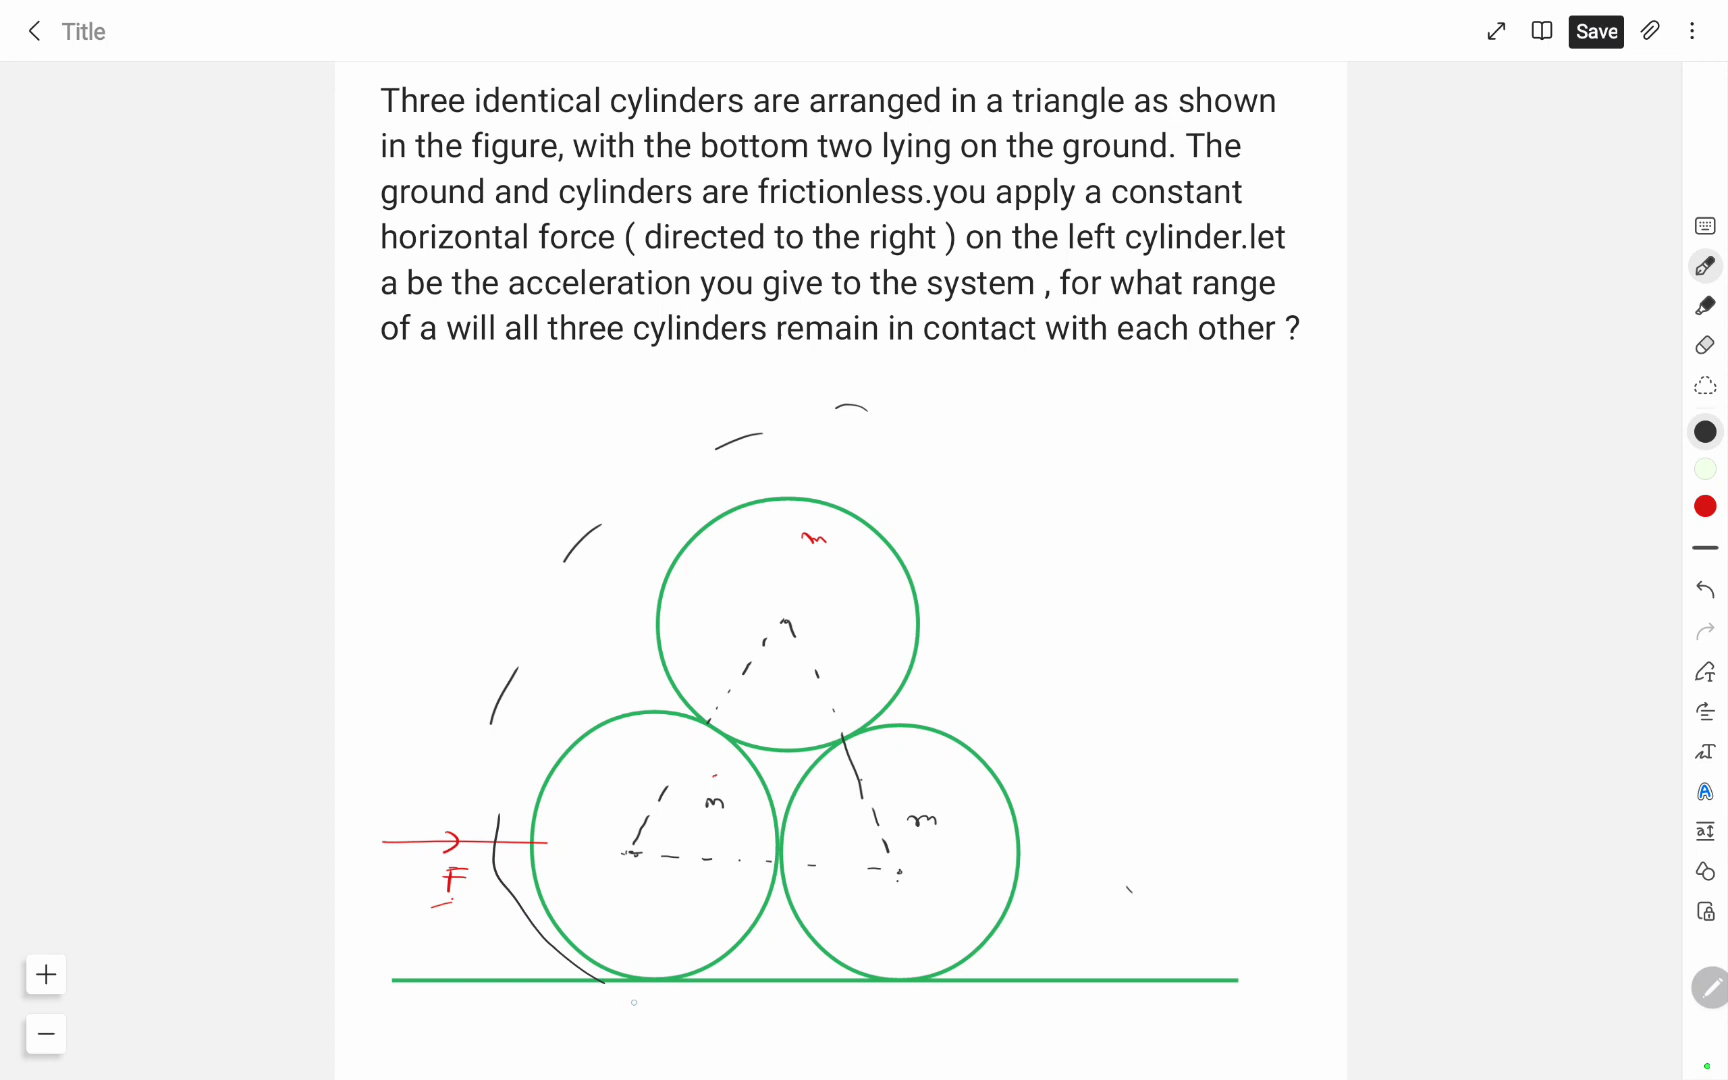 Title
Save
Three identical cylinders are arranged in a triangle as shown
in the figure, with the bottom two lying on the ground. The
ground and cylinders are frictionless.you apply a constant
horizontal force ( directed to the right ) on the left cylinder.let
a be the acceleration you give to the system , for what range
of a will all three cylinders remain in contact with each other ?
m
m
m
F